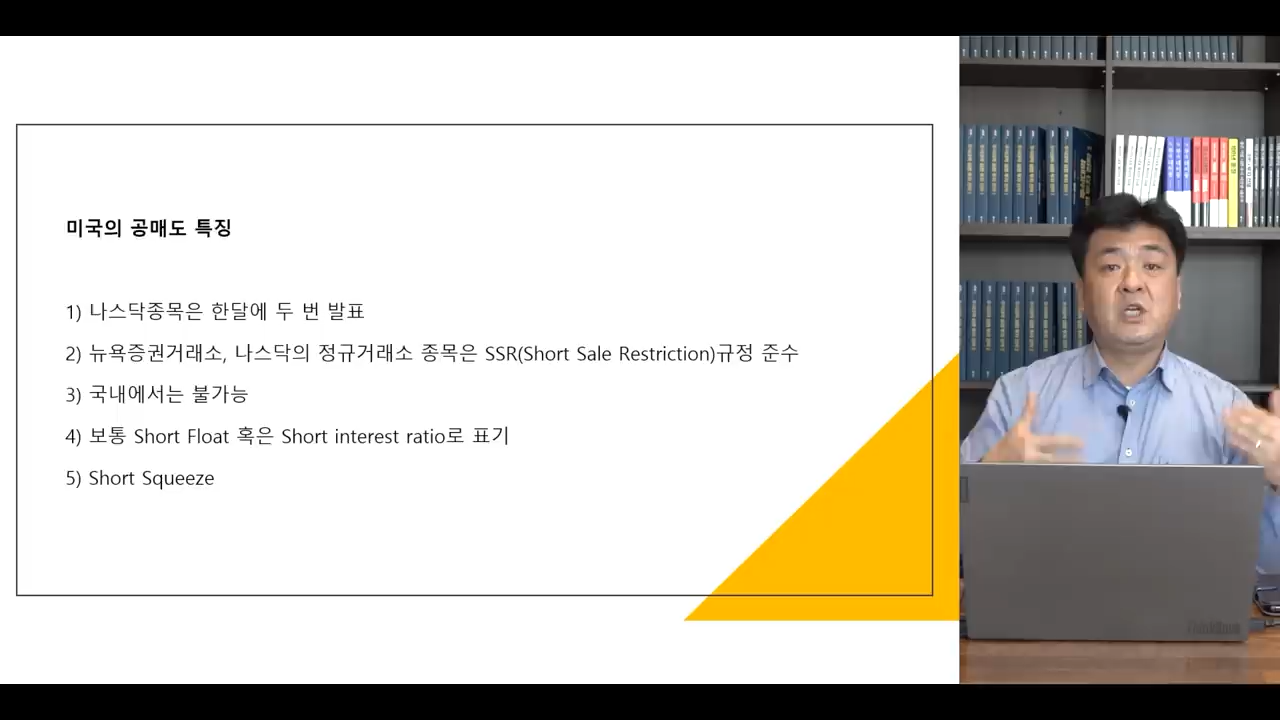 미국의 공매도 특징
1) 나스닥종목은 한달에 두 번 발표
2) 뉴욕증권거래소, 나스닥의 정규거래소 종목은 SSR(Short Sale Restriction)규정 준수
3) 국내에서는 불가능
4) 보통 Short Float 혹은 Short interest ratio로 표기
5) Short Squeeze